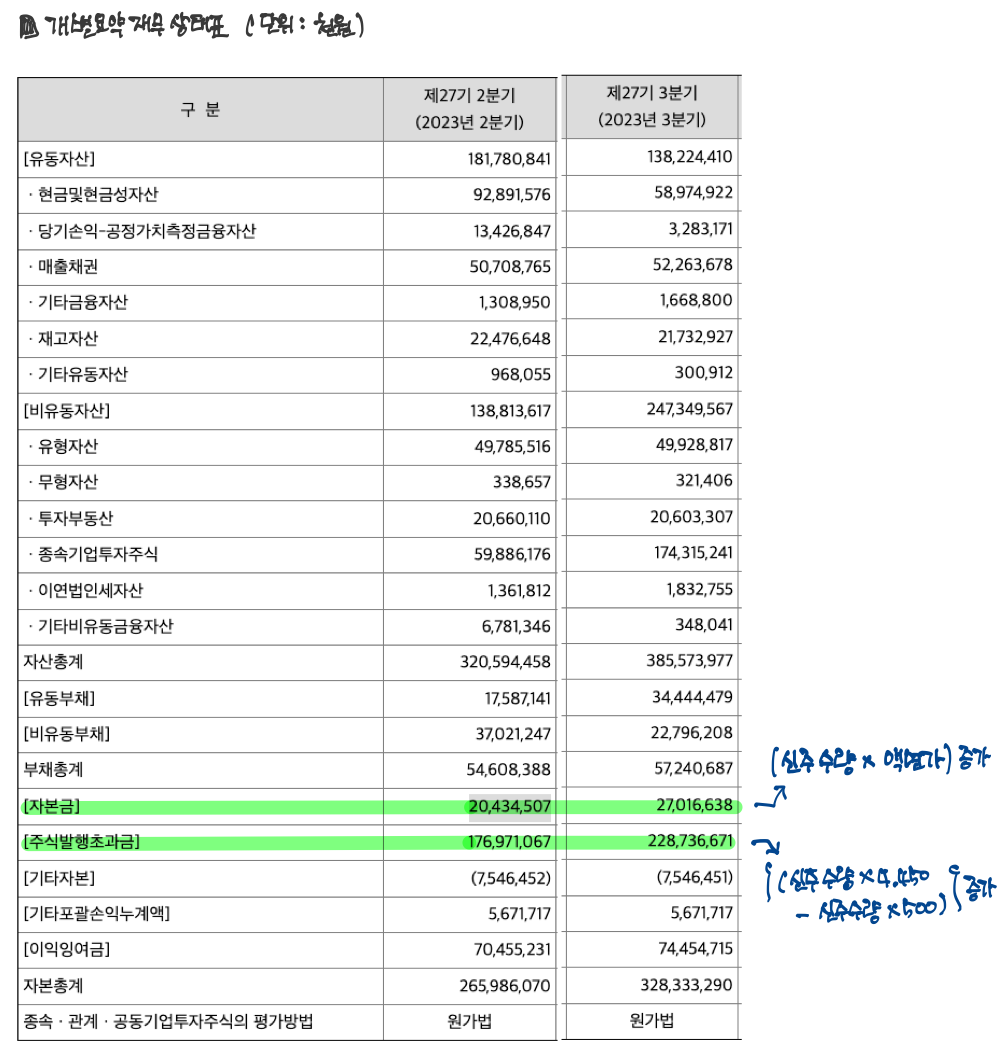 개별요약재무상태표 (단위: 천원)
구 분 제27기 2분기 (2023년 2분기) 제27기 3분기 (2023년 3분기)
[유동자산] 181,780,841 138,224,410
· 현금및현금성자산 92,891,576 58,974,922
· 당기손익-공정가치측정금융자산 13,426,847 3,283,171
· 매출채권 50,708,765 52,263,678
· 기타금융자산 1,308,950 1,668,800
· 재고자산 22,476,648 21,732,927
· 기타유동자산 968,055 300,912
[비유동자산] 138,813,617 247,349,567
· 유형자산 49,785,516 49,928,817
· 무형자산 338,657 321,406
· 투자부동산 20,660,110 20,603,307
· 종속기업투자주식 59,886,176 174,315,241
· 이연법인세자산 1,361,812 1,832,755
· 기타비유동금융자산 6,781,346 348,041
자산총계 320,594,458 385,573,977
[유동부채] 17,587,141 34,444,479
[비유동부채] 37,021,247 22,796,208
부채총계 54,608,388 57,240,687
(신주수량 × 액면가) 증가
[자본금] 20,434,507 27,016,638
[주식발행초과금] 176,971,067 228,736,671
{(신주수량 × 4,450
- 신주수량 × 500)} 증가
[기타자본] (7,546,452) (7,546,451)
[기타포괄손익누계액] 5,671,717 5,671,717
[이익잉여금] 70,455,231 74,454,715
자본총계 265,986,070 328,333,290
종속 · 관계 · 공동기업투자주식의 평가방법 원가법 원가법